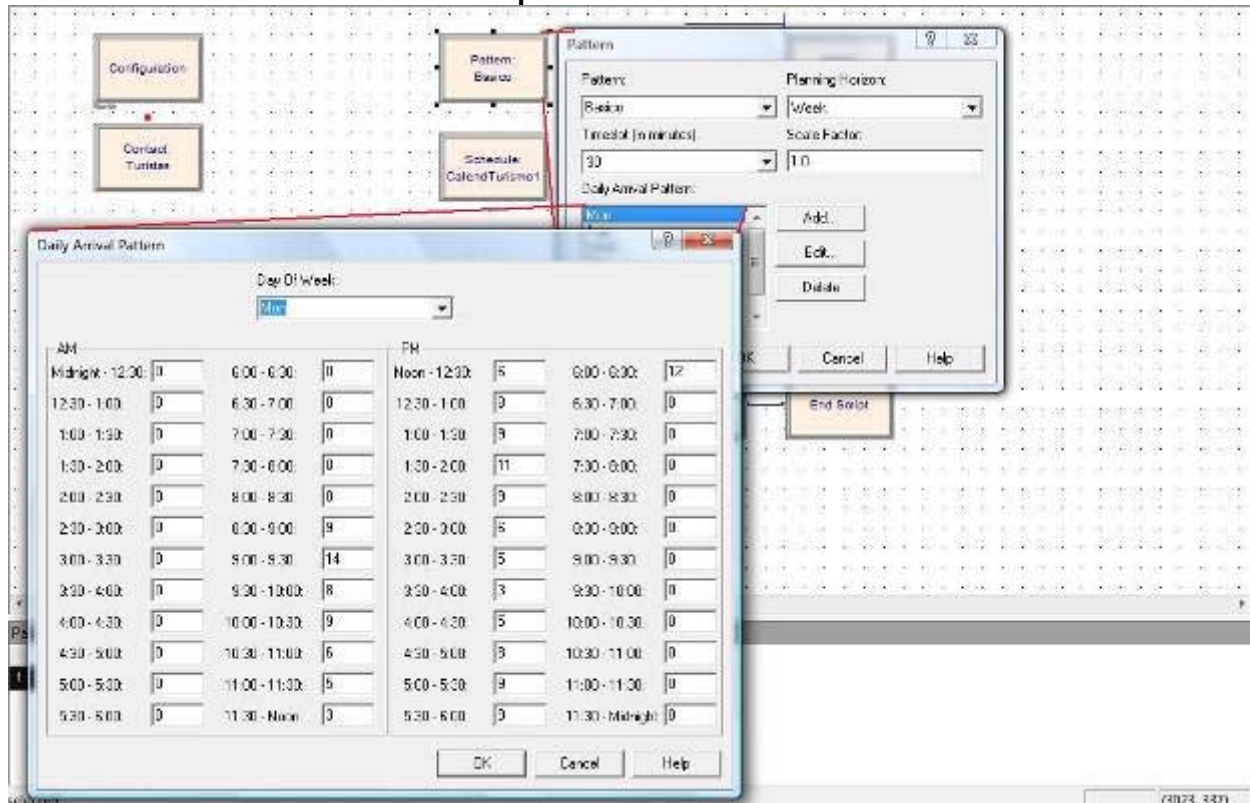 Configuration
Contact:
Turistas
Pattern:
Basico
Schedule:
CalendTurismo1
End Script
Pattern
Pattern:
Planning Horizon:
Basico
Week
Timeslot (in minutes):
Scale Factor:
30
1.0
Daily Arrival Pattern:
Mon
Add...
Edit...
Delete
Cancel
Help
Daily Arrival Pattern
Day Of Week:
Mon
AM
PM
Midnight - 12:30: 0 6:00 - 6:30: 0 Noon - 12:30: 6:00 - 6:30: 12
12:30 - 1:00: 0 6:30 - 7:00: 0 12:30 - 1:00: 6:30 - 7:00: 0
1:00 - 1:30: 0 7:00 - 7:30: 0 1:00 - 1:30: 9 7:00 - 7:30: 0
1:30 - 2:00: 0 7:30 - 8:00: 0 1:30 - 2:00: 11 7:30 - 8:00: 0
2:00 - 2:30: 0 8:00 - 8:30: 0 2:00 - 2:30: 8:00 - 8:30: 0
2:30 - 3:00: 0 8:30 - 9:00: 9 2:30 - 3:00: 8:30 - 9:00: 0
3:00 - 3:30: 0 9:00 - 9:30: 14 3:00 - 3:30: 9:00 - 9:30: 0
3:30 - 4:00: 0 9:30 - 10:00: 8 3:30 - 4:00: 3 9:30 - 10:00: 0
4:00 - 4:30: 0 10:00 - 10:30: 9 4:00 - 4:30: 10:00 - 10:30: 0
4:30 - 5:00: 0 10:30 - 11:00: 6 4:30 - 5:00: 10:30 - 11:00: 0
5:00 - 5:30: 0 11:00 - 11:30: 5 5:00 - 5:30: 9 11:00 - 11:30: 0
5:30 - 6:00: 0 11:30 - Noon: 5:30 - 6:00: 11:30 - Midnight: 0
OK
Cancel
Help
(3023, 337)